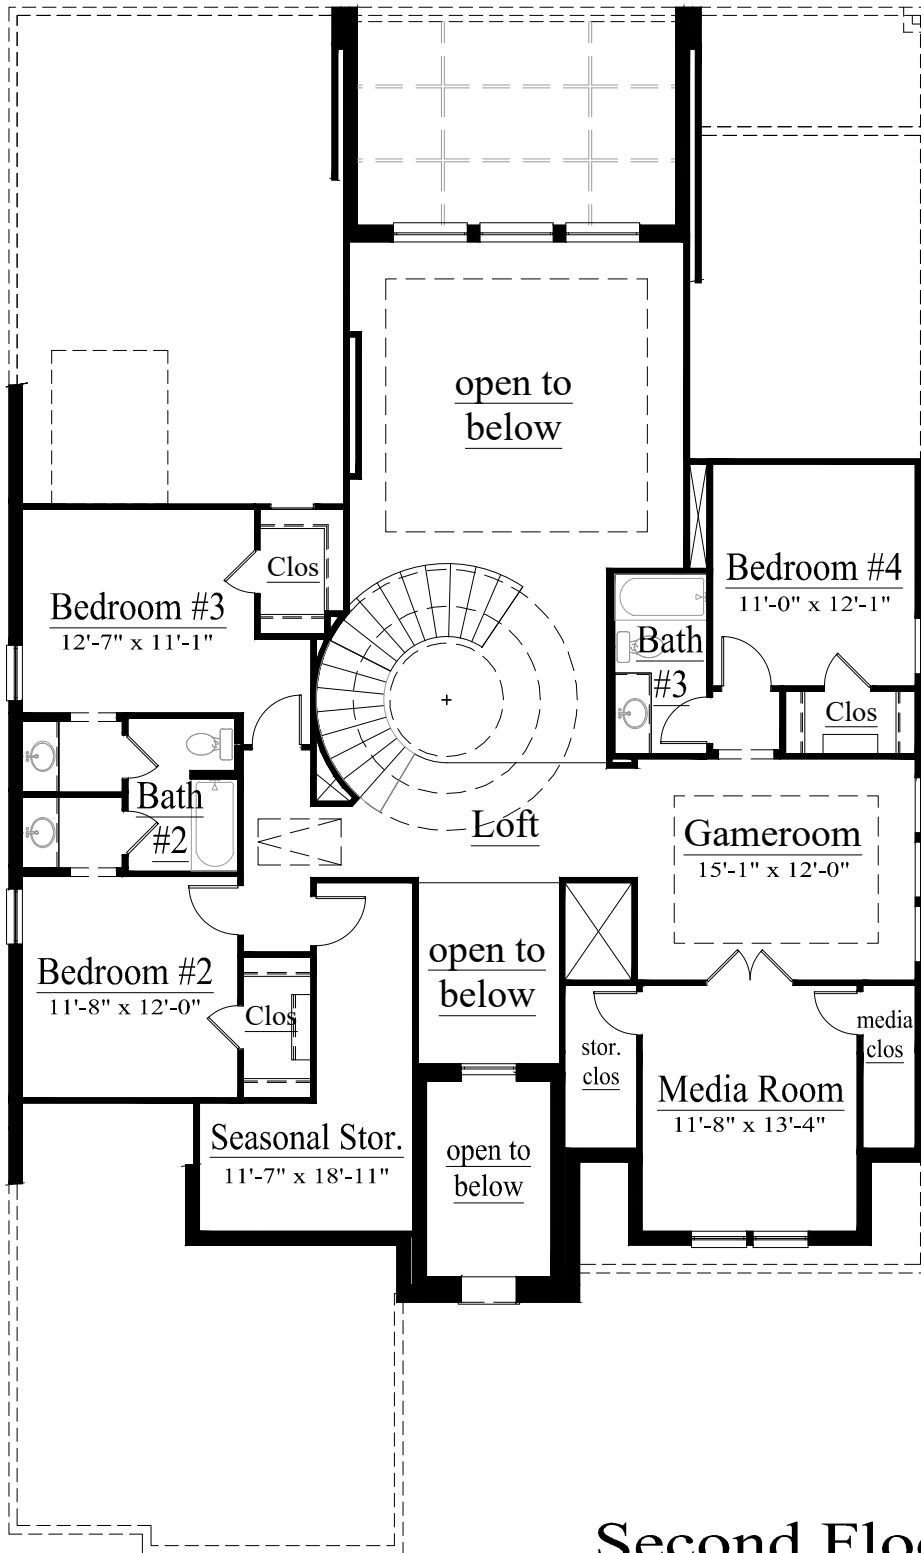 open to
below
Bedroom #4
11'-0" x 12'-1"
Clos
Bedroom #3
12'-7" x 11'-1"
Bath
#3
Clos
Bath
#2
Loft
Gameroom
15'-1" x 12'-0"
Bedroom #2
11'-8" x 12'-0"
Clos
open to
below
stor.
clos
media
clos
Media Room
11'-8" x 13'-4"
Seasonal Stor.
11'-7" x 18'-11"
open to
below
Second Floo